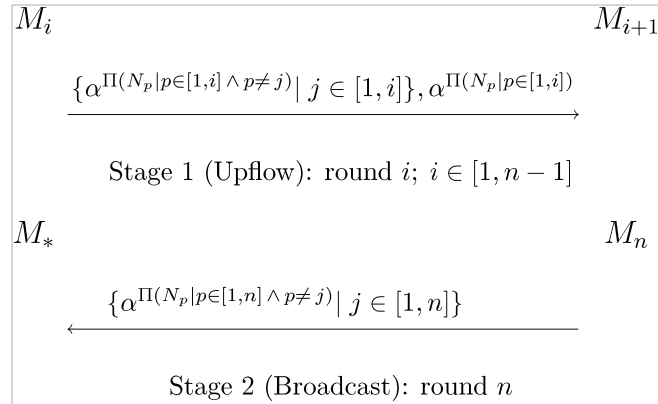 M_i M_{i+1}
{α^{Π(N_p|p∈[1,i] ∧ p≠j)}| j ∈ [1, i]}, α^{Π(N_p|p∈[1,i])}
Stage 1 (Upflow): round i; i ∈ [1, n − 1]
M_* M_n
{α^{Π(N_p|p∈[1,n] ∧ p≠j)}| j ∈ [1, n]}
Stage 2 (Broadcast): round n